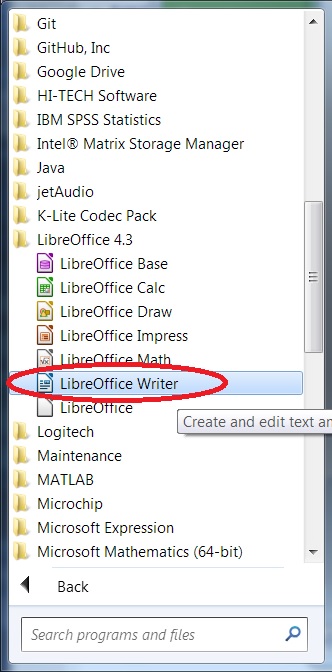 Git
GitHub, Inc
Google Drive
HI-TECH Software
IBM SPSS Statistics
Intel® Matrix Storage Manager
Java
jetAudio
K-Lite Codec Pack
LibreOffice 4.3
LibreOffice Base
LibreOffice Calc
LibreOffice Draw
LibreOffice Impress
LibreOffice Math
LibreOffice Writer
LibreOffice
Create and edit text an
Logitech
Maintenance
MATLAB
Microchip
Microsoft Expression
Microsoft Mathematics (64-bit)
Back
Search programs and files